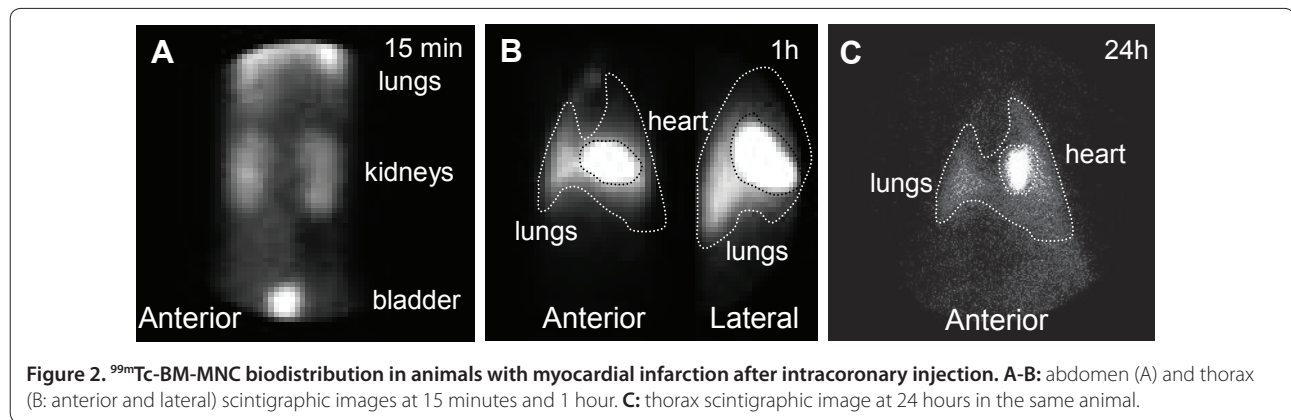 A
15 min
lungs
kidneys
bladder
Anterior
B
1h
heart
lungs
lungs
Anterior
Lateral
C
24h
heart
lungs
Anterior
Figure 2. ⁹⁹ᵐTc-BM-MNC biodistribution in animals with myocardial infarction after intracoronary injection. A-B: abdomen (A) and thorax
(B: anterior and lateral) scintigraphic images at 15 minutes and 1 hour. C: thorax scintigraphic image at 24 hours in the same animal.